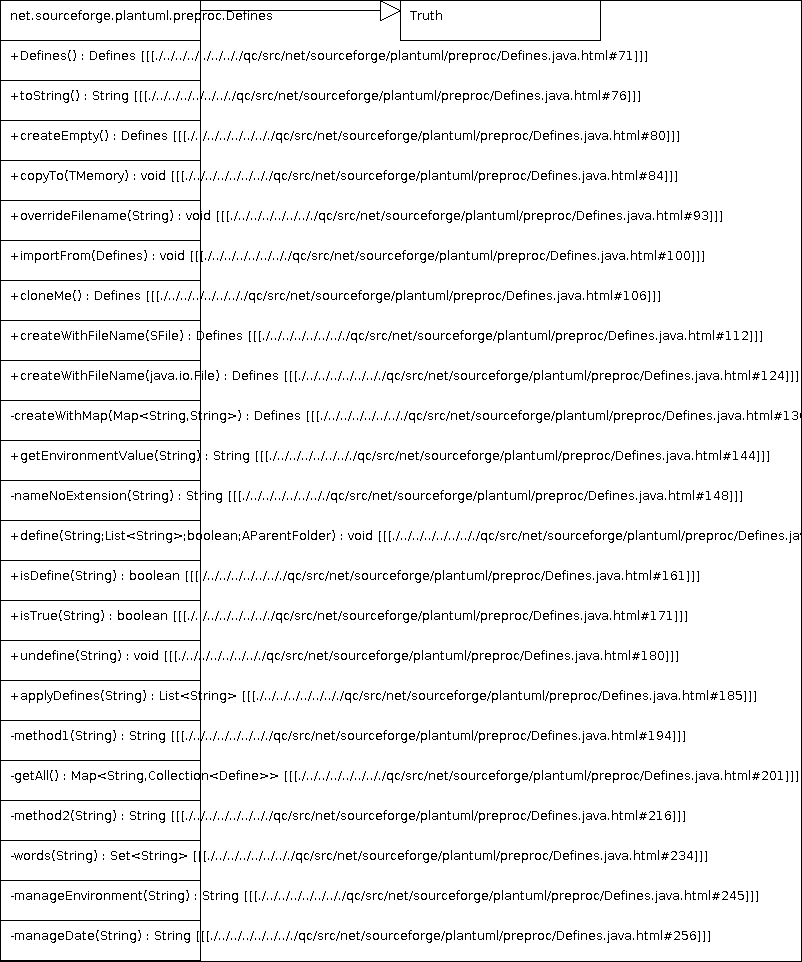 net.sourceforge.plantuml.preproc.Defines
Truth
+Defines() : Defines [[[./../../../../../../../qc/src/net/sourceforge/plantuml/preproc/Defines.java.html#71]]]
+toString() : String [[[./../../../../../../../qc/src/net/sourceforge/plantuml/preproc/Defines.java.html#76]]]
+createEmpty() : Defines [[[./../../../../../../../qc/src/net/sourceforge/plantuml/preproc/Defines.java.html#80]]]
+copyTo(TMemory) : void [[[./../../../../../../../qc/src/net/sourceforge/plantuml/preproc/Defines.java.html#84]]]
+overrideFilename(String) : void [[[./../../../../../../../qc/src/net/sourceforge/plantuml/preproc/Defines.java.html#93]]]
+importFrom(Defines) : void [[[./../../../../../../../qc/src/net/sourceforge/plantuml/preproc/Defines.java.html#100]]]
+cloneMe() : Defines [[[./../../../../../../../qc/src/net/sourceforge/plantuml/preproc/Defines.java.html#106]]]
+createWithFileName(SFile) : Defines [[[./../../../../../../../qc/src/net/sourceforge/plantuml/preproc/Defines.java.html#112]]]
+createWithFileName(java.io.File) : Defines [[[./../../../../../../../qc/src/net/sourceforge/plantuml/preproc/Defines.java.html#124]]]
-createWithMap(Map<String,String>) : Defines [[[./../../../../../../../qc/src/net/sourceforge/plantuml/preproc/Defines.java.html#13
+getEnvironmentValue(String) : String [[[./../../../../../../../qc/src/net/sourceforge/plantuml/preproc/Defines.java.html#144]]]
-nameNoExtension(String) : String [[[./../../../../../../../qc/src/net/sourceforge/plantuml/preproc/Defines.java.html#148]]]
+define(String;List<String>;boolean;AParentFolder) : void [[[./../../../../../../../qc/src/net/sourceforge/plantuml/preproc/Defines.jav
+isDefine(String) : boolean [[[./../../../../../../../qc/src/net/sourceforge/plantuml/preproc/Defines.java.html#161]]]
+isTrue(String) : boolean [[[./../../../../../../../qc/src/net/sourceforge/plantuml/preproc/Defines.java.html#171]]]
+undefine(String) : void [[[./../../../../../../../qc/src/net/sourceforge/plantuml/preproc/Defines.java.html#180]]]
+applyDefines(String) : List<String> [[[./../../../../../../../qc/src/net/sourceforge/plantuml/preproc/Defines.java.html#185]]]
-method1(String) : String [[[./../../../../../../../qc/src/net/sourceforge/plantuml/preproc/Defines.java.html#194]]]
-getAll() : Map<String,Collection<Define>> [[[./../../../../../../../qc/src/net/sourceforge/plantuml/preproc/Defines.java.html#201]]]
-method2(String) : String [[[./../../../../../../../qc/src/net/sourceforge/plantuml/preproc/Defines.java.html#216]]]
-words(String) : Set<String> [[[./../../../../../../../qc/src/net/sourceforge/plantuml/preproc/Defines.java.html#234]]]
-manageEnvironment(String) : String [[[./../../../../../../../qc/src/net/sourceforge/plantuml/preproc/Defines.java.html#245]]]
-manageDate(String) : String [[[./../../../../../../../qc/src/net/sourceforge/plantuml/preproc/Defines.java.html#256]]]